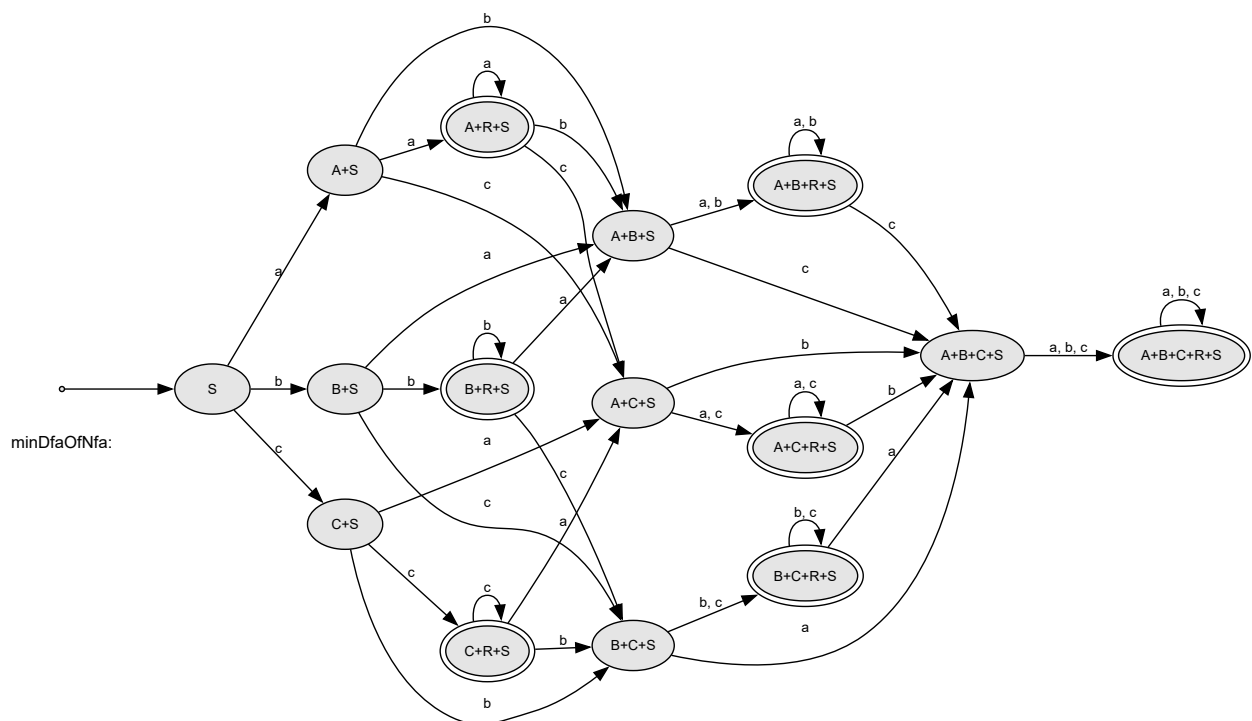 b
a
A+R+S
a, b
a
b
A+S
A+B+R+S
c
c
a, b
c
A+B+S
a
c
a, b, c
a
a
b
b
A+B+C+S
a, b, c
A+B+C+R+S
S
b
B+S
b
B+R+S
a, c
b
A+C+S
a, c
minDfaOfNfa:
a
A+C+R+S
c
a
c
c
b, c
C+S
a
c
c
b, c
B+C+R+S
C+R+S
b
B+C+S
a
b